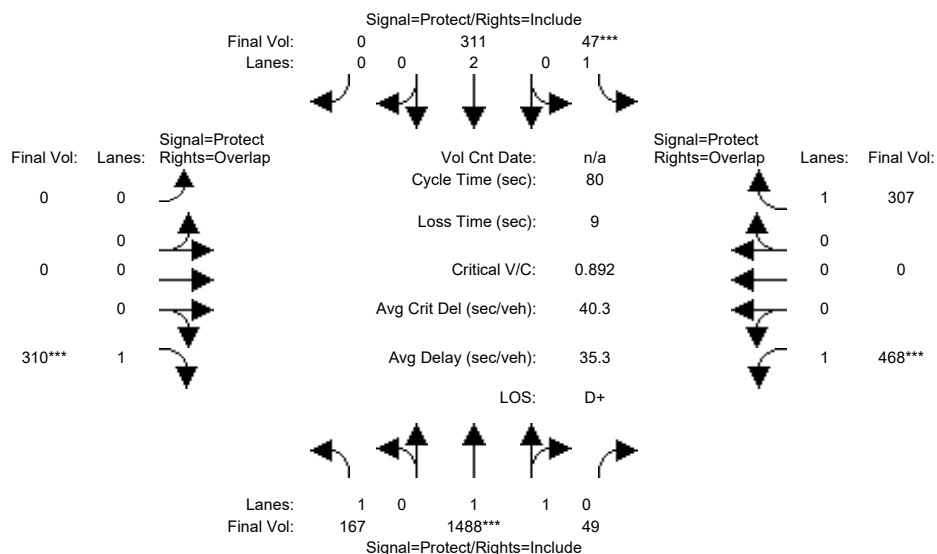 Signal=Protect/Rights=Include
Final Vol: 0 311 47***
Lanes: 0 0 2 0 1
Signal=Protect Signal=Protect
Final Vol: Lanes: Rights=Overlap Vol Cnt Date: n/a Rights=Overlap Lanes: Final Vol:
Cycle Time (sec): 80
0 0 1 307
Loss Time (sec): 9
0 0
0 0 Critical V/C: 0.892 0 0
0 Avg Crit Del (sec/veh): 40.3 0
310*** 1 Avg Delay (sec/veh): 35.3 1 468***
LOS: D+
Lanes: 1 0 1 1 0
Final Vol: 167 1488*** 49
Signal=Protect/Rights=Include